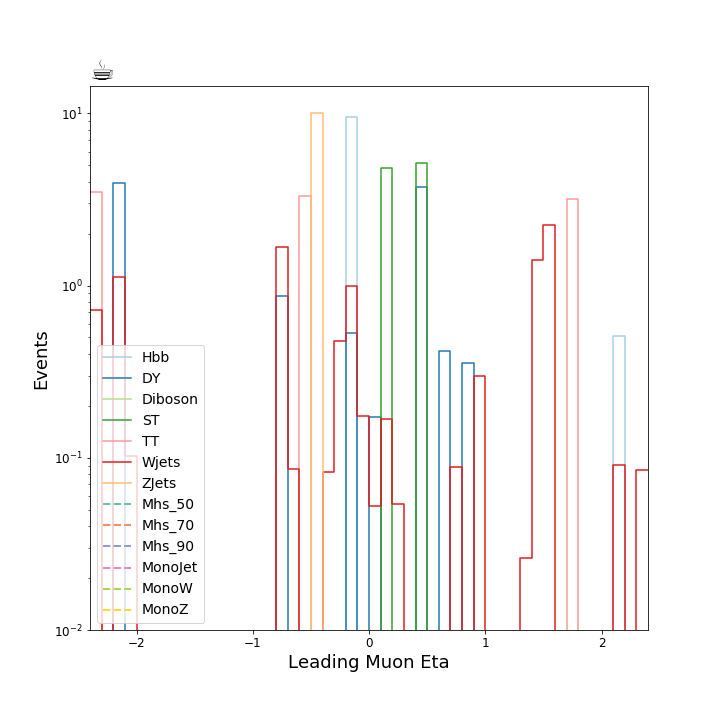 ☕
10¹
10⁰
10⁻¹
10⁻²
Events
Hbb
DY
Diboson
ST
TT
Wjets
ZJets
Mhs_50
Mhs_70
Mhs_90
MonoJet
MonoW
MonoZ
−2
−1
0
1
2
Leading Muon Eta